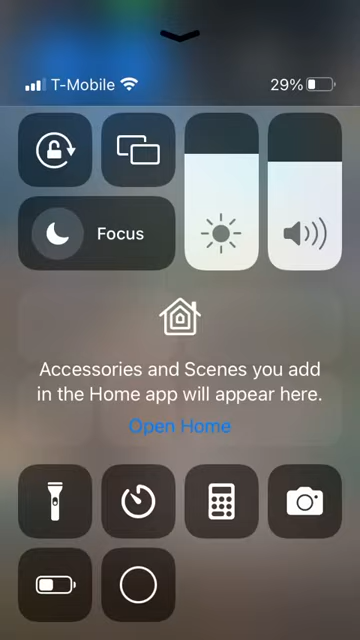 T-Mobile 29%
Focus
Accessories and Scenes you add
in the Home app will appear here.
Open Home